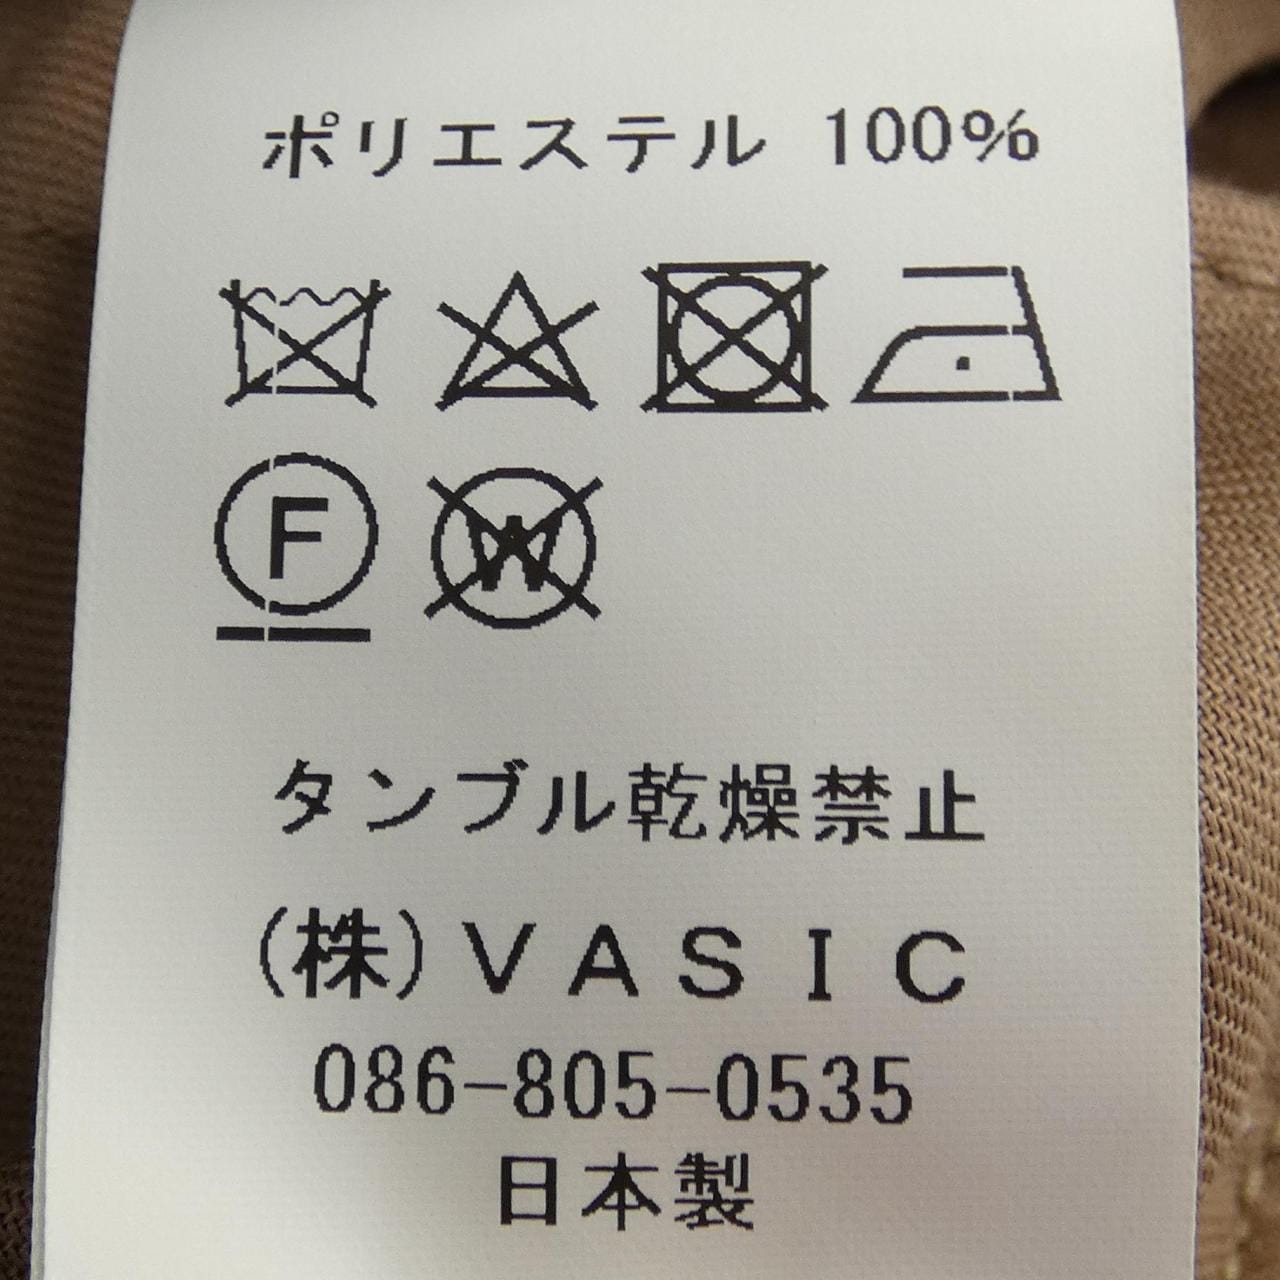 ポリエステル 100%
F W
タンブル乾燥禁止
(株)ＶＡＳＩＣ
086-805-0535
日本製